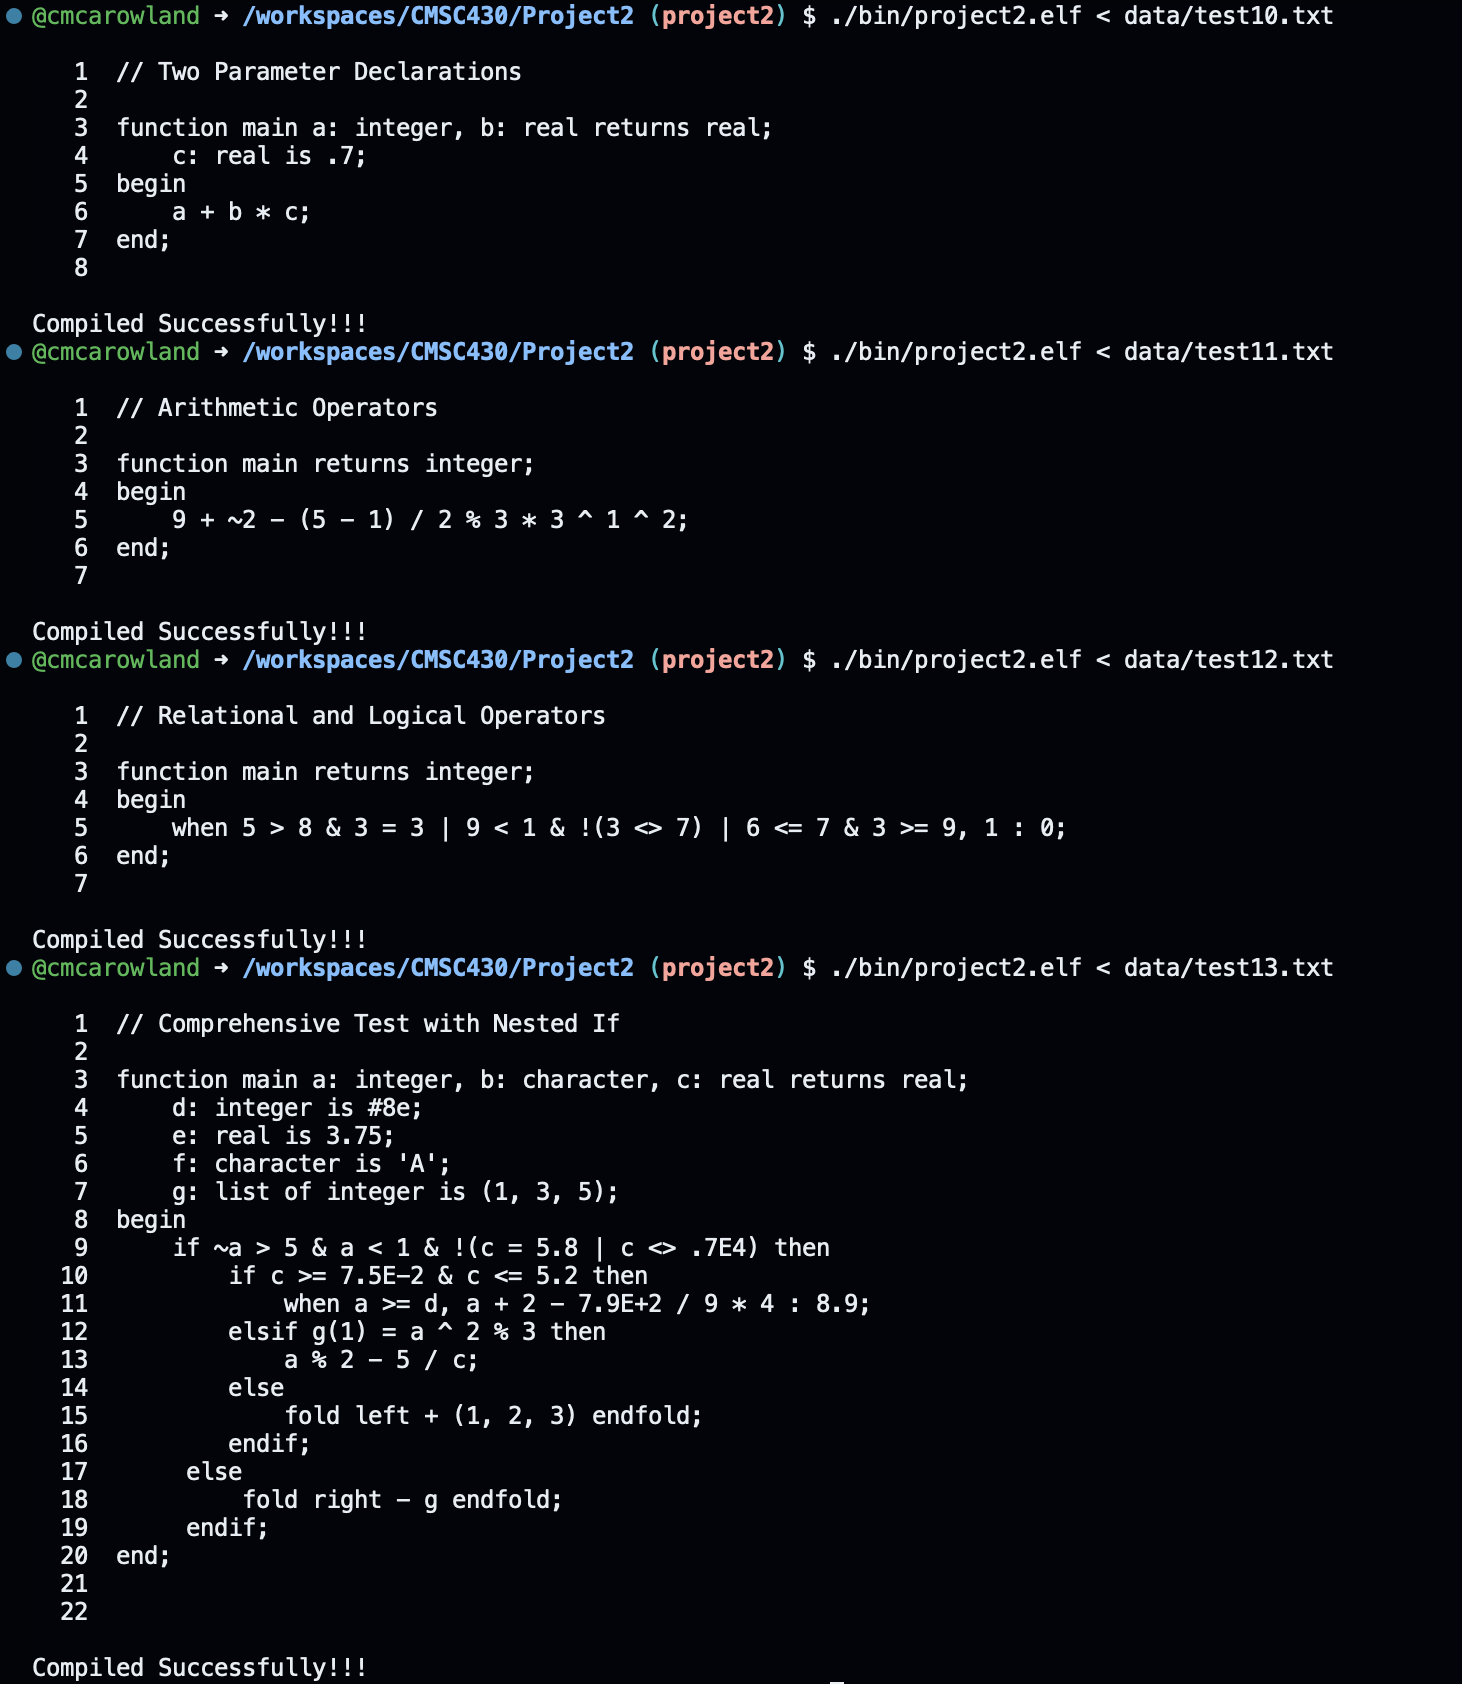 @cmcarowland → /workspaces/CMSC430/Project2 (project2) $ ./bin/project2.elf < data/test10.txt
1 // Two Parameter Declarations
2
3 function main a: integer, b: real returns real;
4 c: real is .7;
5 begin
6 a + b * c;
7 end;
8
Compiled Successfully!!!
@cmcarowland → /workspaces/CMSC430/Project2 (project2) $ ./bin/project2.elf < data/test11.txt
1 // Arithmetic Operators
2
3 function main returns integer;
4 begin
5 9 + ~2 - (5 - 1) / 2 % 3 * 3 ^ 1 ^ 2;
6 end;
7
Compiled Successfully!!!
@cmcarowland → /workspaces/CMSC430/Project2 (project2) $ ./bin/project2.elf < data/test12.txt
1 // Relational and Logical Operators
2
3 function main returns integer;
4 begin
5 when 5 > 8 & 3 = 3 | 9 < 1 & !(3 <> 7) | 6 <= 7 & 3 >= 9, 1 : 0;
6 end;
7
Compiled Successfully!!!
@cmcarowland → /workspaces/CMSC430/Project2 (project2) $ ./bin/project2.elf < data/test13.txt
1 // Comprehensive Test with Nested If
2
3 function main a: integer, b: character, c: real returns real;
4 d: integer is #8e;
5 e: real is 3.75;
6 f: character is 'A';
7 g: list of integer is (1, 3, 5);
8 begin
9 if ~a > 5 & a < 1 & !(c = 5.8 | c <> .7E4) then
10 if c >= 7.5E-2 & c <= 5.2 then
11 when a >= d, a + 2 - 7.9E+2 / 9 * 4 : 8.9;
12 elsif g(1) = a ^ 2 % 3 then
13 a % 2 - 5 / c;
14 else
15 fold left + (1, 2, 3) endfold;
16 endif;
17 else
18 fold right - g endfold;
19 endif;
20 end;
21
22
Compiled Successfully!!!